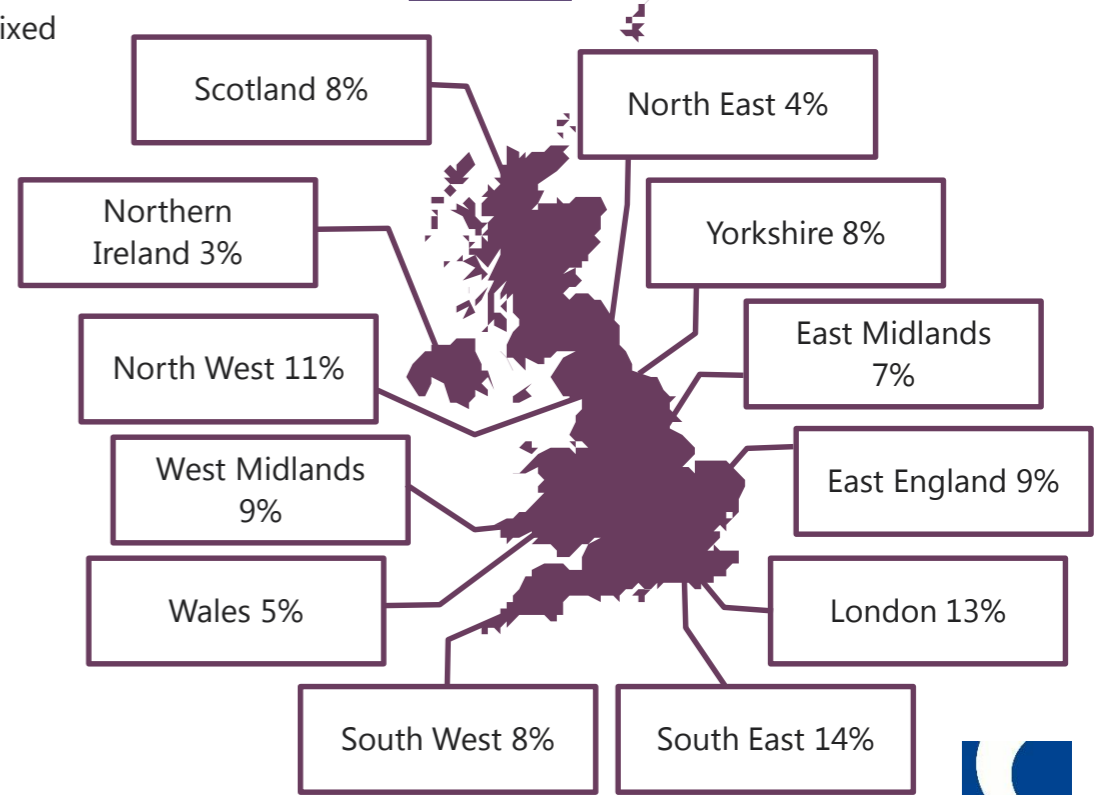 ixed
Scotland 8%
North East 4%
Northern
Ireland 3%
Yorkshire 8%
East Midlands
7%
North West 11%
West Midlands
9%
East England 9%
Wales 5%
London 13%
South West 8%
South East 14%